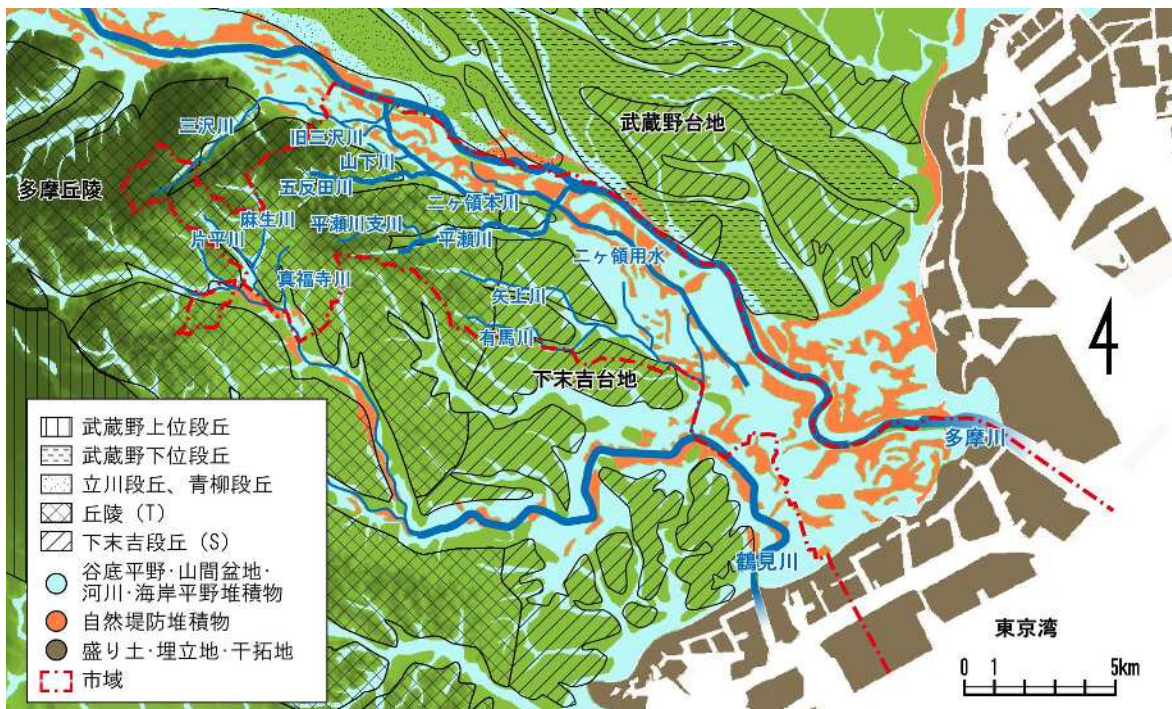 武蔵野台地
三沢川
旧三沢川
山下川
多摩丘陵
五反田川
二ヶ領本川
麻生川
平瀬川支川
平瀬川
片平川
二ヶ領用水
真福寺川
矢上川
有馬川
下末吉台地
多摩川
鶴見川
東京湾
武蔵野上位段丘
武蔵野下位段丘
立川段丘、青柳段丘
丘陵(T)
下末吉段丘(S)
谷底平野・山間盆地・
河川・海岸平野堆積物
自然堤防堆積物
盛り土・埋立地・干拓地
市域
0 1 5km